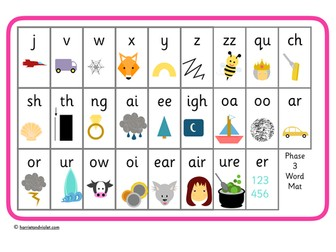 j v w x y z zz qu ch
sh th ng ai ee igh oa oo ar
or ur ow oi ear air ure er Phase
3
Word
Mat
123
456
harrietandviolet.com